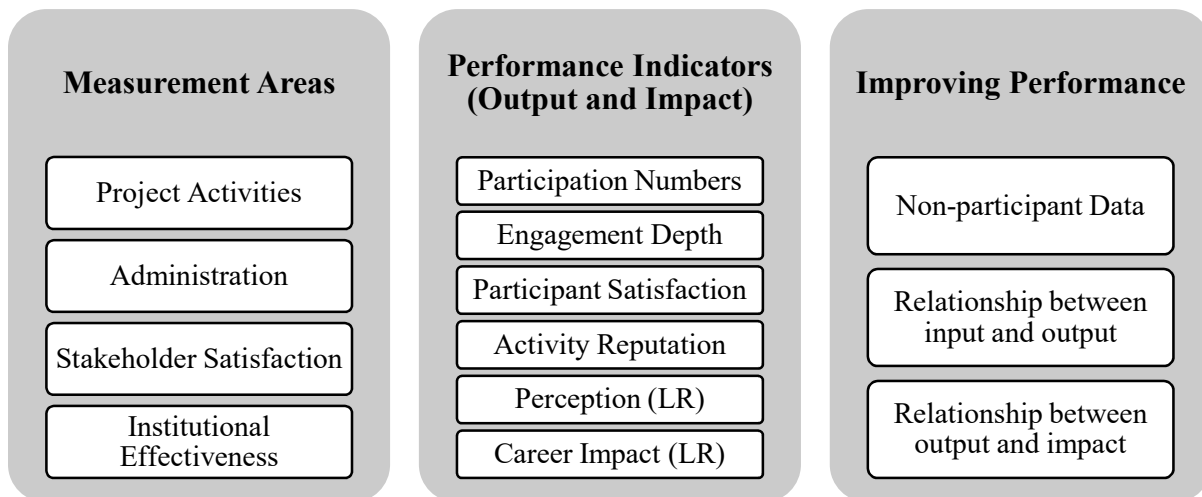 Measurement Areas
Project Activities
Administration
Stakeholder Satisfaction
Institutional
Effectiveness
Performance Indicators
(Output and Impact)
Participation Numbers
Engagement Depth
Participant Satisfaction
Activity Reputation
Perception (LR)
Career Impact (LR)
Improving Performance
Non-participant Data
Relationship between
input and output
Relationship between
output and impact